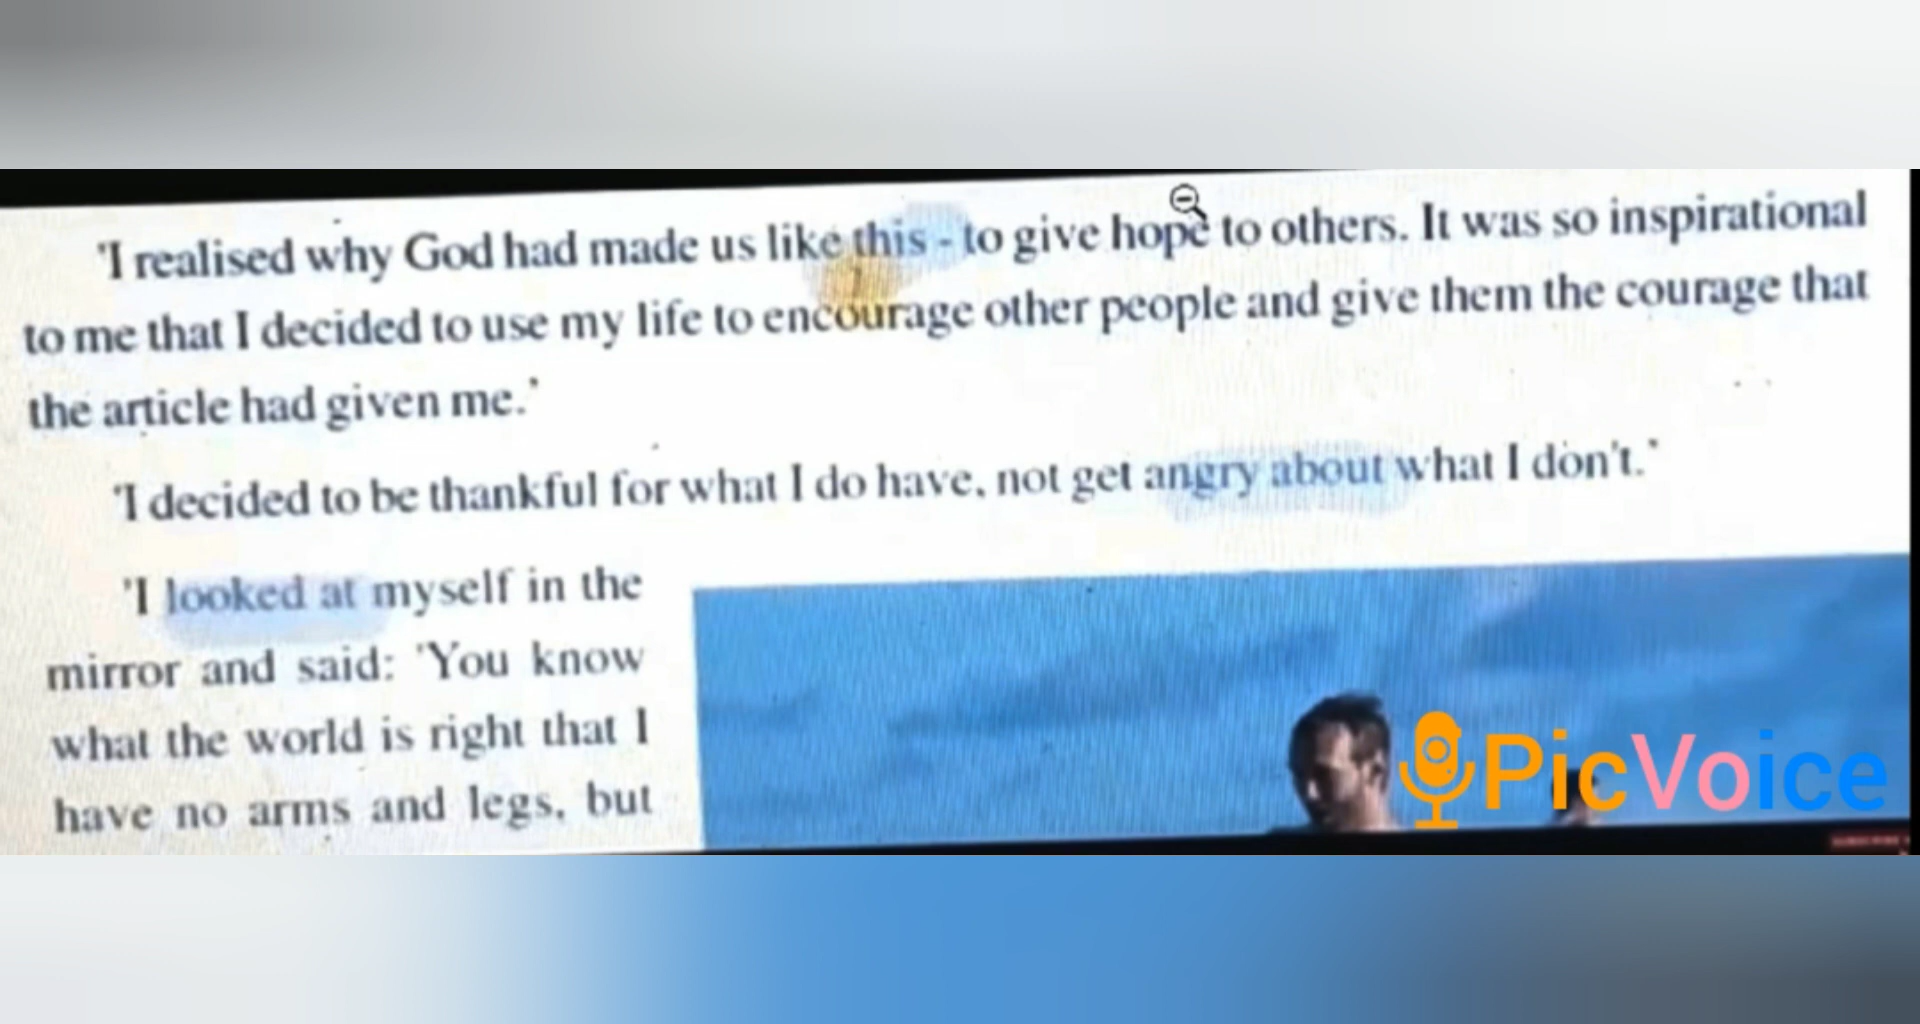 'I realised why God had made us like this - to give hope to others. It was so inspirational
to me that I decided to use my life to encourage other people and give them the courage that
the article had given me.'
'I decided to be thankful for what I do have, not get angry about what I don't.'
'I looked at myself in the
mirror and said: 'You know
what the world is right that I
have no arms and legs, but
PicVoice